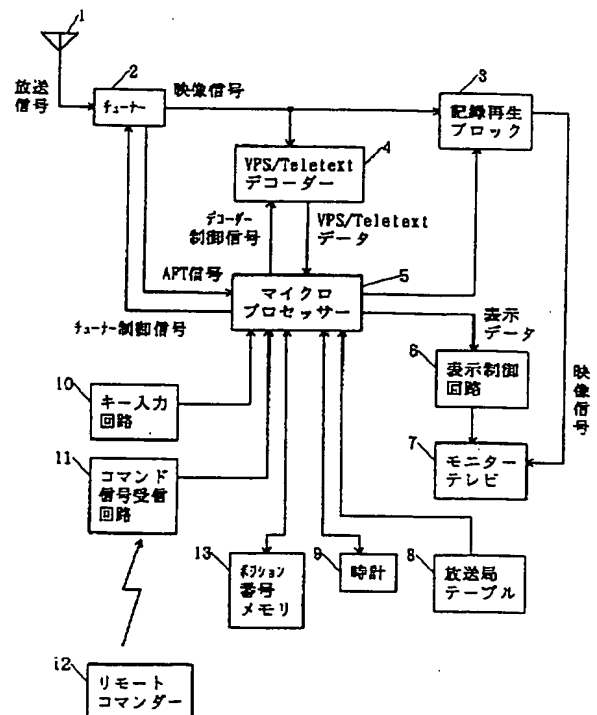 1
放送
信号
2
チューナー
映像信号
3
記録再生
ブロック
4
VPS/Teletext
デコーダー
デコーダー
制御信号
VPS/Teletext
データ
AFT信号
5
マイクロ
プロセッサー
チューナー制御信号
表示
データ
6
表示制御
回路
映像信号
10
キー入力
回路
7
モニター
テレビ
11
コマンド
信号受信
回路
13
ポジション
番号
メモリ
9
時計
8
放送局
テーブル
12
リモート
コマンダー